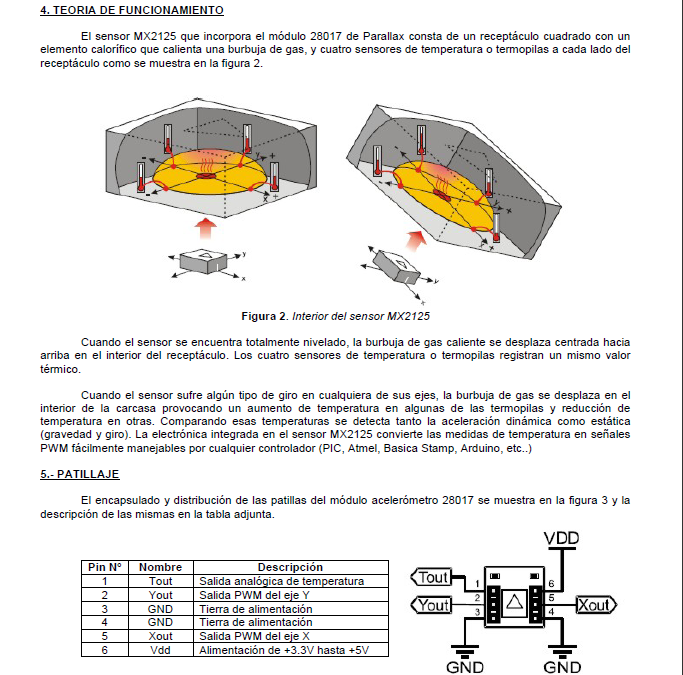 4. TEORIA DE FUNCIONAMIENTO
El sensor MX2125 que incorpora el módulo 28017 de Parallax consta de un receptáculo cuadrado con un
elemento calorífico que calienta una burbuja de gas, y cuatro sensores de temperatura o termopilas a cada lado del
receptáculo como se muestra en la figura 2.
- y +
- x +
y
x
y
x
y
x
Figura 2. Interior del sensor MX2125
Cuando el sensor se encuentra totalmente nivelado, la burbuja de gas caliente se desplaza centrada hacia
arriba en el interior del receptáculo. Los cuatro sensores de temperatura o termopilas registran un mismo valor
térmico.
Cuando el sensor sufre algún tipo de giro en cualquiera de sus ejes, la burbuja de gas se desplaza en el
interior de la carcasa provocando un aumento de temperatura en algunas de las termopilas y reducción de
temperatura en otras. Comparando esas temperaturas se detecta tanto la aceleración dinámica como estática
(gravedad y giro). La electrónica integrada en el sensor MX2125 convierte las medidas de temperatura en señales
PWM fácilmente manejables por cualquier controlador (PIC, Atmel, Basica Stamp, Arduino, etc..)
5.- PATILLAJE
El encapsulado y distribución de las patillas del módulo acelerómetro 28017 se muestra en la figura 3 y la
descripción de las mismas en la tabla adjunta.
Pin Nº Nombre Descripción
1 Tout Salida analógica de temperatura
2 Yout Salida PWM del eje Y
3 GND Tierra de alimentación
4 GND Tierra de alimentación
5 Xout Salida PWM del eje X
6 Vdd Alimentación de +3.3V hasta +5V
VDD
Tout 1 6
Yout 2 5 Xout
3 4
GND GND